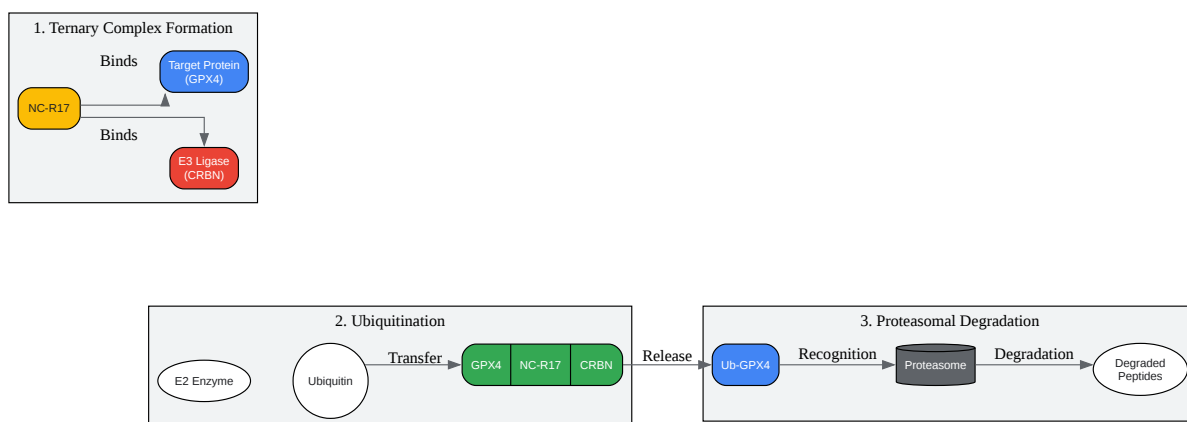 1. Ternary Complex Formation
Binds
Target Protein
(GPX4)
NC-R17
Binds
E3 Ligase
(CRBN)
2. Ubiquitination
E2 Enzyme
Ubiquitin
Transfer
GPX4
NC-R17
CRBN
Release
3. Proteasomal Degradation
Ub-GPX4
Recognition
Proteasome
Degradation
Degraded
Peptides